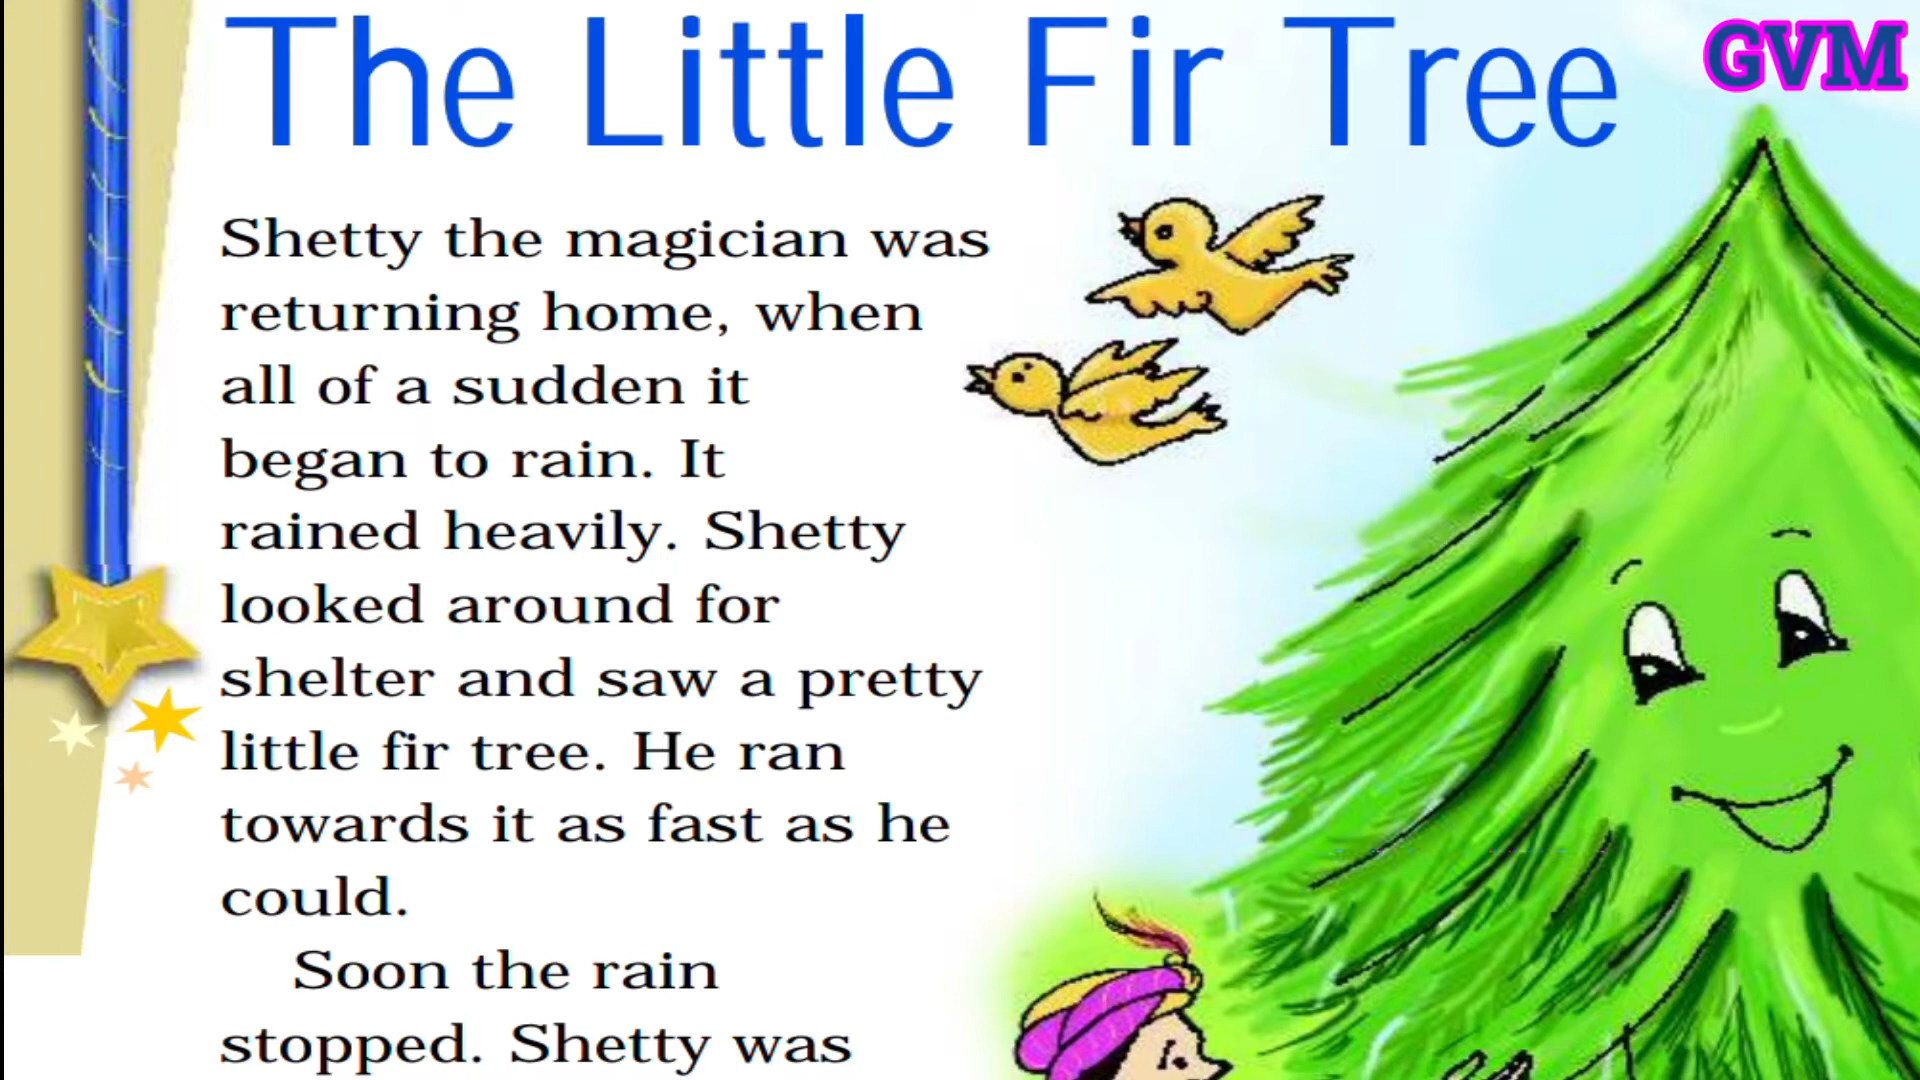 The Little Fir Tree
GVM
Shetty the magician was
returning home, when
all of a sudden it
began to rain. It
rained heavily. Shetty
looked around for
shelter and saw a pretty
little fir tree. He ran
towards it as fast as he
could.
Soon the rain
stopped. Shetty was